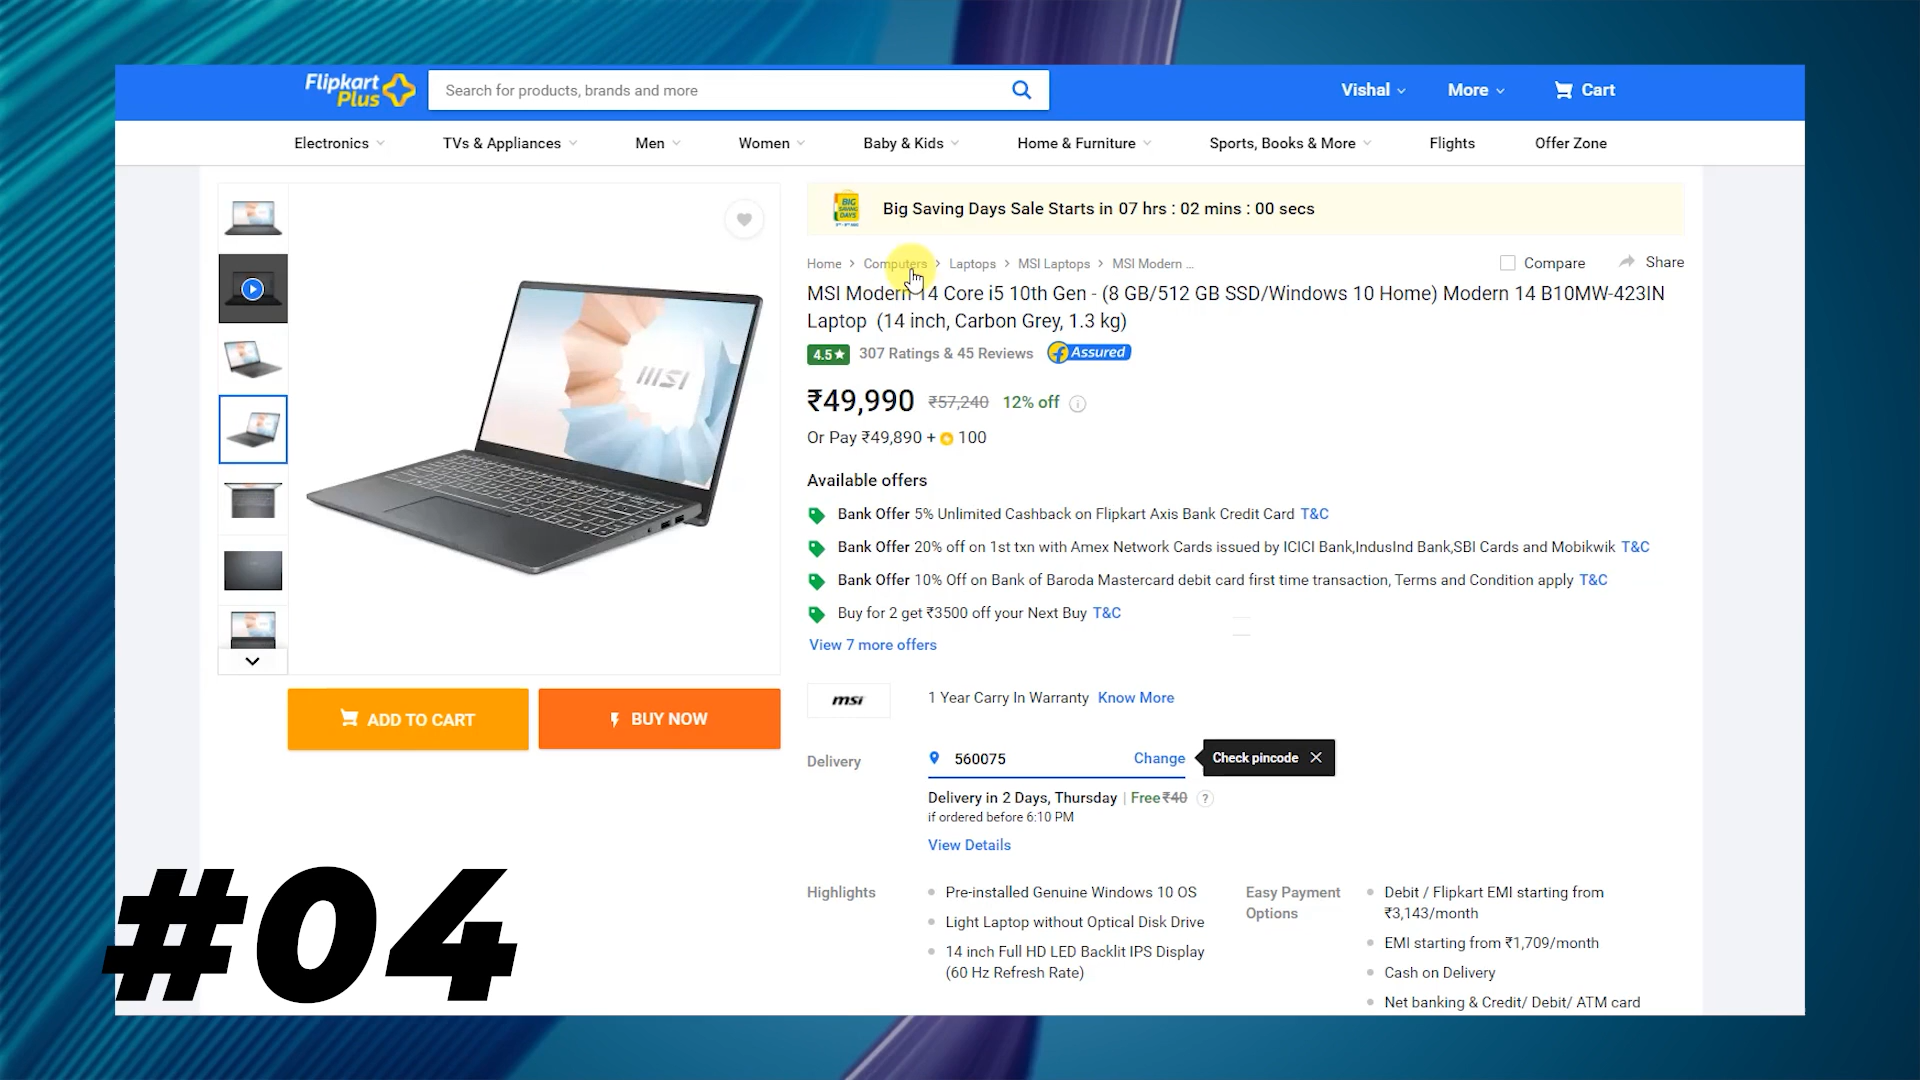 Flipkart
Plus
Search for products, brands and more
Vishal
More
Cart
Electronics
TVs & Appliances
Men
Women
Baby & Kids
Home & Furniture
Sports, Books & More
Flights
Offer Zone
BIG
SAVING
DAYS
Big Saving Days Sale Starts in 07 hrs : 02 mins : 00 secs
Home > Computers > Laptops > MSI Laptops > MSI Modern ...
Compare
Share
MSI Modern 14 Core i5 10th Gen - (8 GB/512 GB SSD/Windows 10 Home) Modern 14 B10MW-423IN
Laptop (14 inch, Carbon Grey, 1.3 kg)
4.5★ 307 Ratings & 45 Reviews
Assured
₹49,990 ₹57,240 12% off
Or Pay ₹49,890 + 100
Available offers
Bank Offer 5% Unlimited Cashback on Flipkart Axis Bank Credit Card T&C
Bank Offer 20% off on 1st txn with Amex Network Cards issued by ICICI Bank,IndusInd Bank,SBI Cards and Mobikwik T&C
Bank Offer 10% Off on Bank of Baroda Mastercard debit card first time transaction, Terms and Condition apply T&C
Buy for 2 get ₹3500 off your Next Buy T&C
View 7 more offers
msi
ADD TO CART
BUY NOW
msi
1 Year Carry In Warranty Know More
Delivery
560075
Change
Check pincode
Delivery in 2 Days, Thursday | Free ₹40 ?
if ordered before 6:10 PM
View Details
Highlights
Pre-installed Genuine Windows 10 OS
Light Laptop without Optical Disk Drive
14 inch Full HD LED Backlit IPS Display
(60 Hz Refresh Rate)
Easy Payment
Options
Debit / Flipkart EMI starting from
₹3,143/month
EMI starting from ₹1,709/month
Cash on Delivery
Net banking & Credit/ Debit/ ATM card
#04